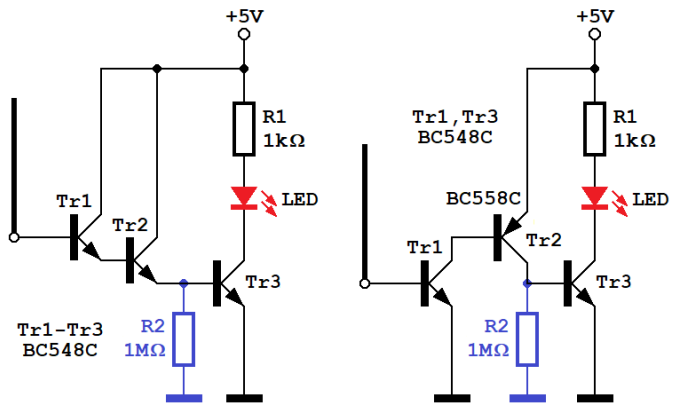 +5V
R1
1kΩ
LED
Tr1
Tr2
Tr3
Tr1-Tr3
BC548C
R2
1MΩ
+5V
Tr1,Tr3
BC548C
R1
1kΩ
BC558C
LED
Tr1
Tr2
Tr3
R2
1MΩ